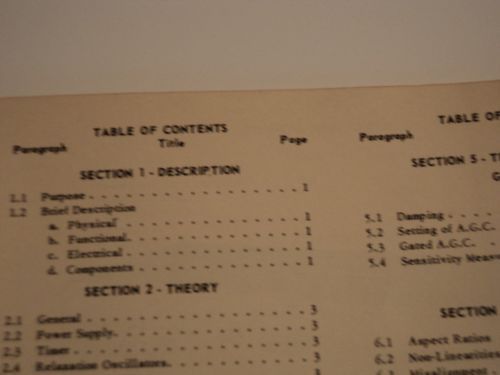 TABLE OF CONTENTS
Paragraph Title Page
SECTION 1 - DESCRIPTION
1.1 Purpose . . . . . . . . . . . . . . . . . . 1
1.2 Brief Description
a. Physical . . . . . . . . . . . . . . . 1
b. Functional. . . . . . . . . . . . . . 1
c. Electrical . . . . . . . . . . . . . . 1
d. Components . . . . . . . . . . . . 1
SECTION 2 - THEORY
2.1 General . . . . . . . . . . . . . . . . . . 3
2.2 Power Supply. . . . . . . . . . . . . . . 3
2.3 Timer . . . . . . . . . . . . . . . . . . . 3
2.4 Relaxation Oscillators. . . . . . . . . . 3
TABLE OF
Paragraph
SECTION 5 - T
G
5.1 Damping . . . .
5.2 Setting of A.G.C.
5.3 Gated A.G.C. .
5.4 Sensitivity Measu
SECTION
6.1 Aspect Ratios
6.2 Non-Linearities
Misalignment